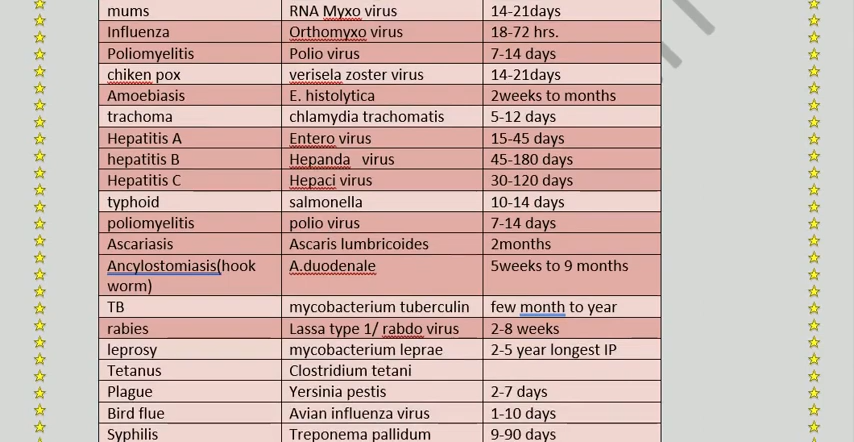 mums RNA Myxo virus 14-21days
Influenza Orthomyxo virus 18-72 hrs.
Poliomyelitis Polio virus 7-14 days
chiken pox verisela zoster virus 14-21days
Amoebiasis E. histolytica 2weeks to months
trachoma chlamydia trachomatis 5-12 days
Hepatitis A Entero virus 15-45 days
hepatitis B Hepanda virus 45-180 days
Hepatitis C Hepaci virus 30-120 days
typhoid salmonella 10-14 days
poliomyelitis polio virus 7-14 days
Ascariasis Ascaris lumbricoides 2months
Ancylostomiasis(hook A.duodenale 5weeks to 9 months
worm)
TB mycobacterium tuberculin few month to year
rabies Lassa type 1/ rabdo virus 2-8 weeks
leprosy mycobacterium leprae 2-5 year longest IP
Tetanus Clostridium tetani
Plague Yersinia pestis 2-7 days
Bird flue Avian influenza virus 1-10 days
Syphilis Treponema pallidum 9-90 days